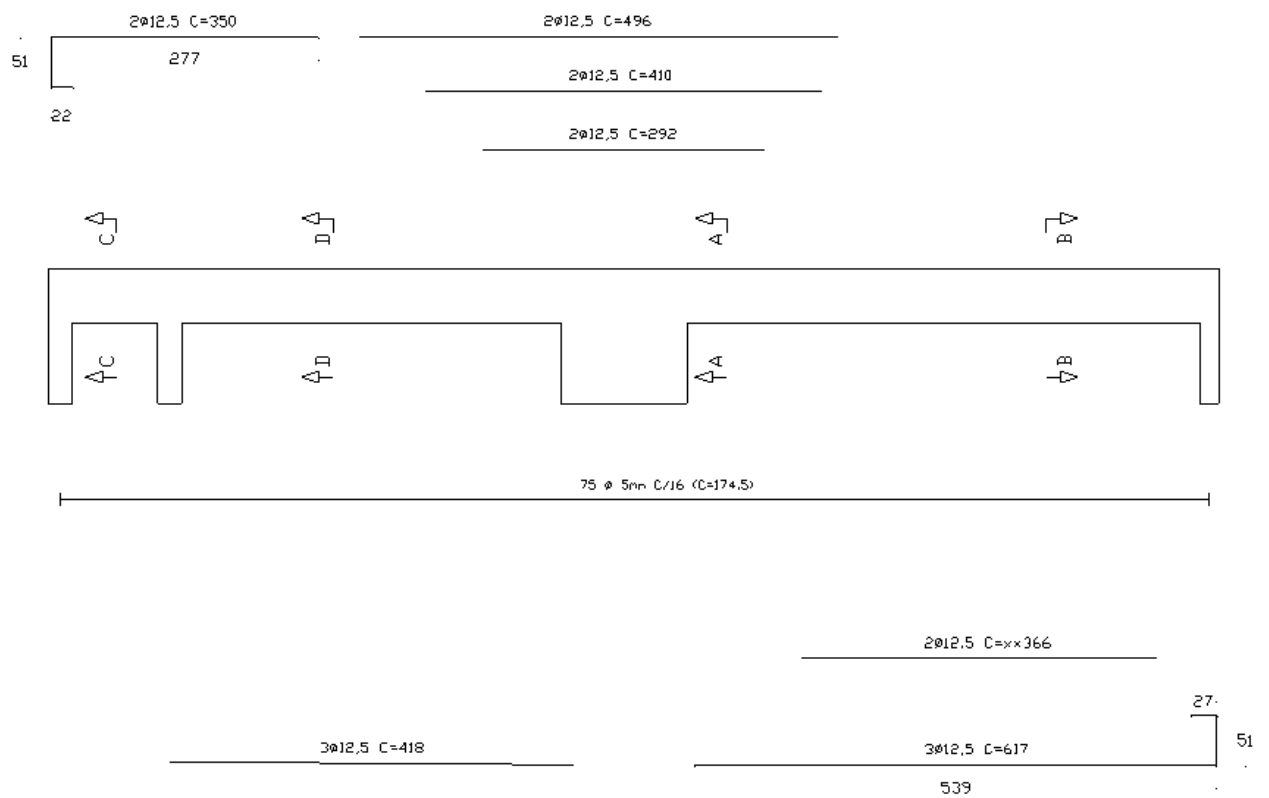 2ø12,5 C=350
2ø12,5 C=496
51
277
2ø12,5 C=410
22
2ø12,5 C=292
C
D
A
B
C
D
A
B
75 ø 5mm C/16 (C=174.5)
2ø12.5 C=xx366
27
51
3ø12,5 C=418
3ø12,5 C=617
539